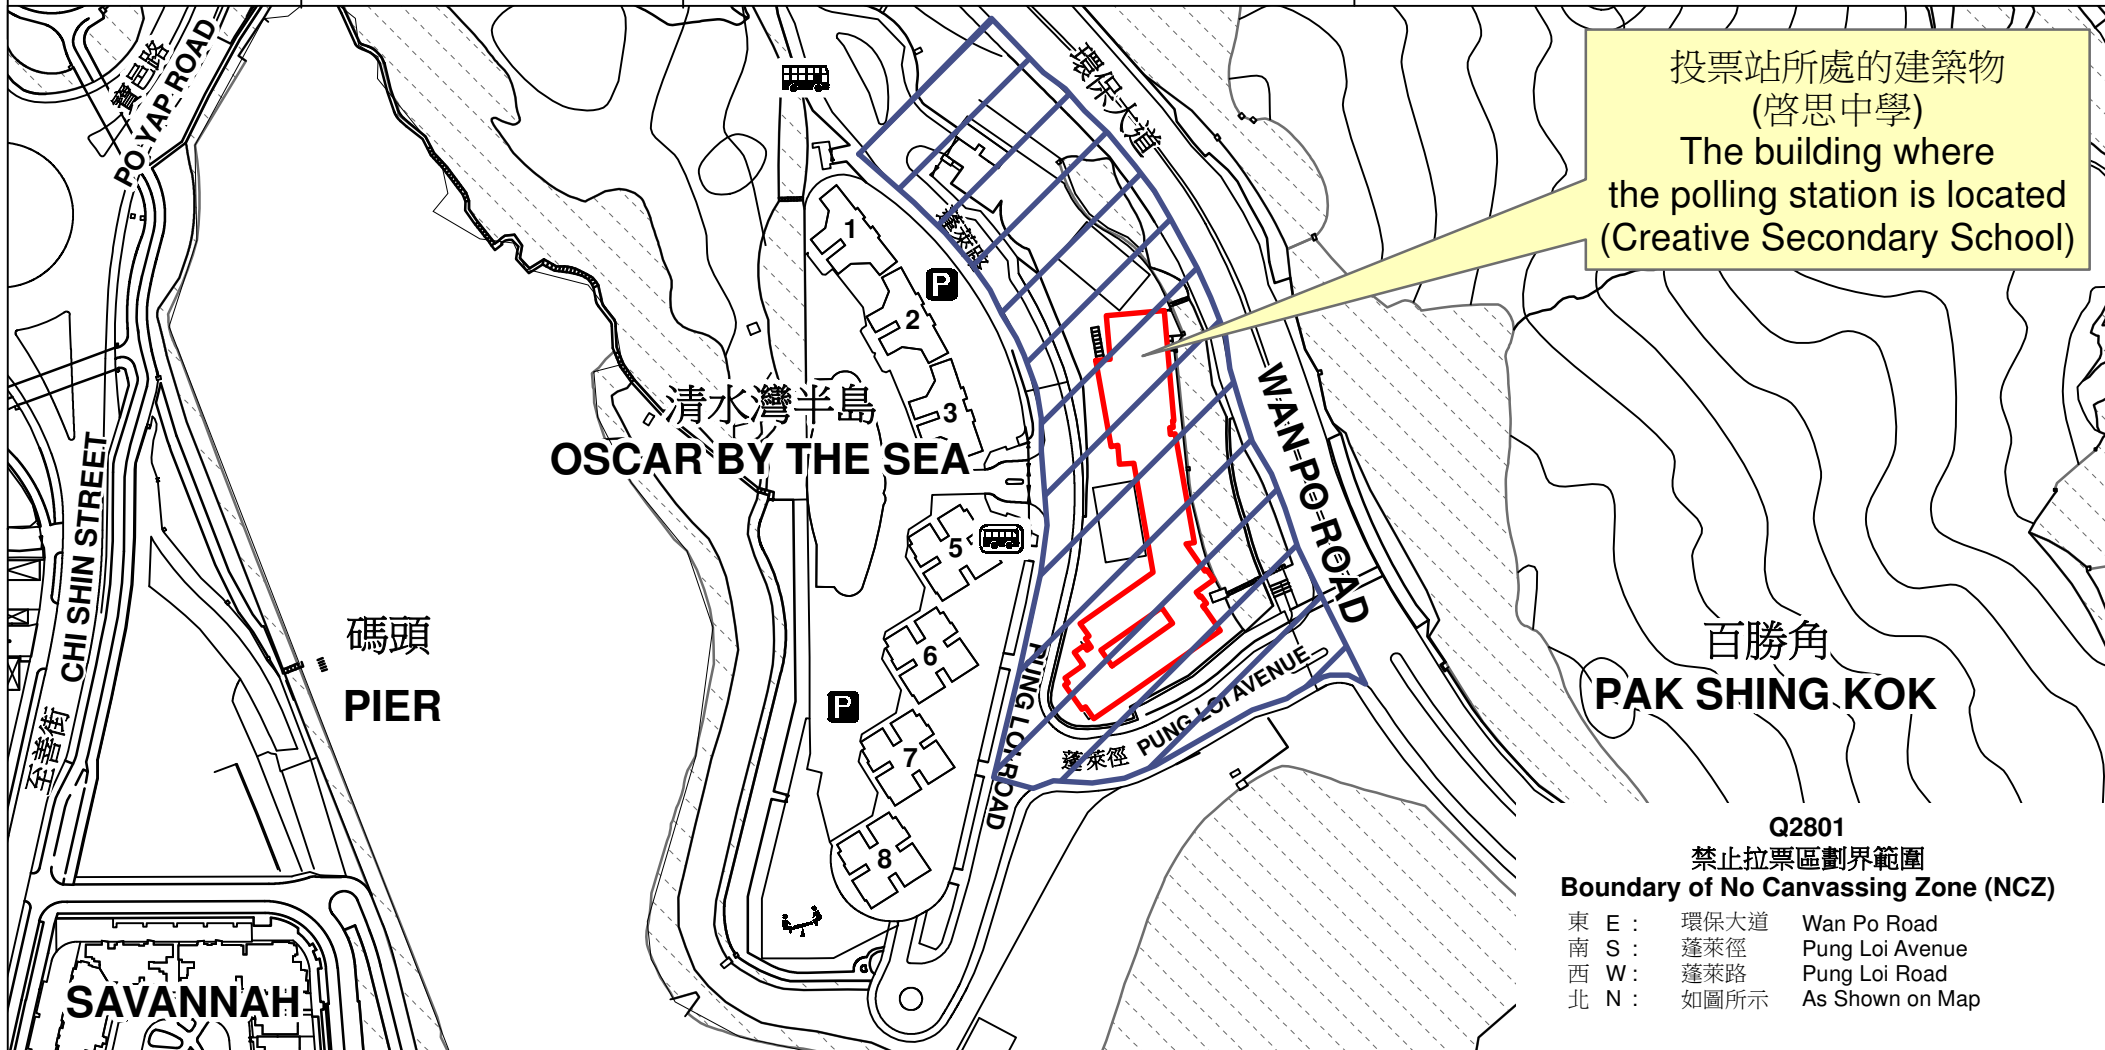 寶邑路
PO YAP ROAD
環保大道
投票站所處的建築物
(啓思中學)
The building where
the polling station is located
(Creative Secondary School)
蓬萊路
1
P
2
3
清水灣半島
OSCAR BY THE SEA
WAN PO ROAD
CHI SHIN STREET
至善街
碼頭
PIER
5
6
P
7
8
PUNG LOI ROAD
蓬萊徑 PUNG LOI AVENUE
百勝角
PAK SHING KOK
SAVANNAH
Q2801
禁止拉票區劃界範圍
Boundary of No Canvassing Zone (NCZ)
東 E : 環保大道 Wan Po Road
南 S : 蓬萊徑 Pung Loi Avenue
西 W : 蓬萊路 Pung Loi Road
北 N : 如圖所示 As Shown on Map